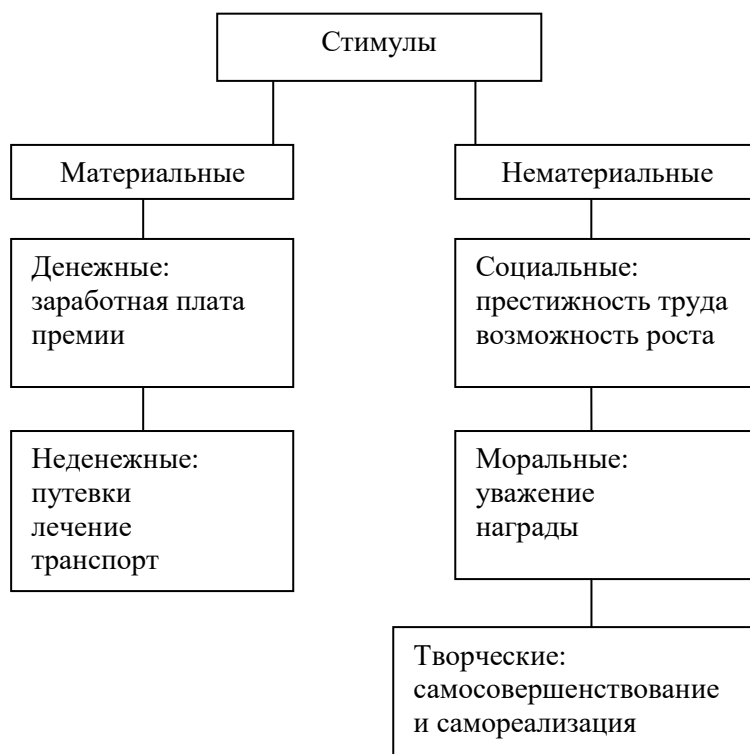 Стимулы
Материальные
Нематериальные
Денежные:
заработная плата
премии
Социальные:
престижность труда
возможность роста
Неденежные:
путевки
лечение
транспорт
Моральные:
уважение
награды
Творческие:
самосовершенствование
и самореализация